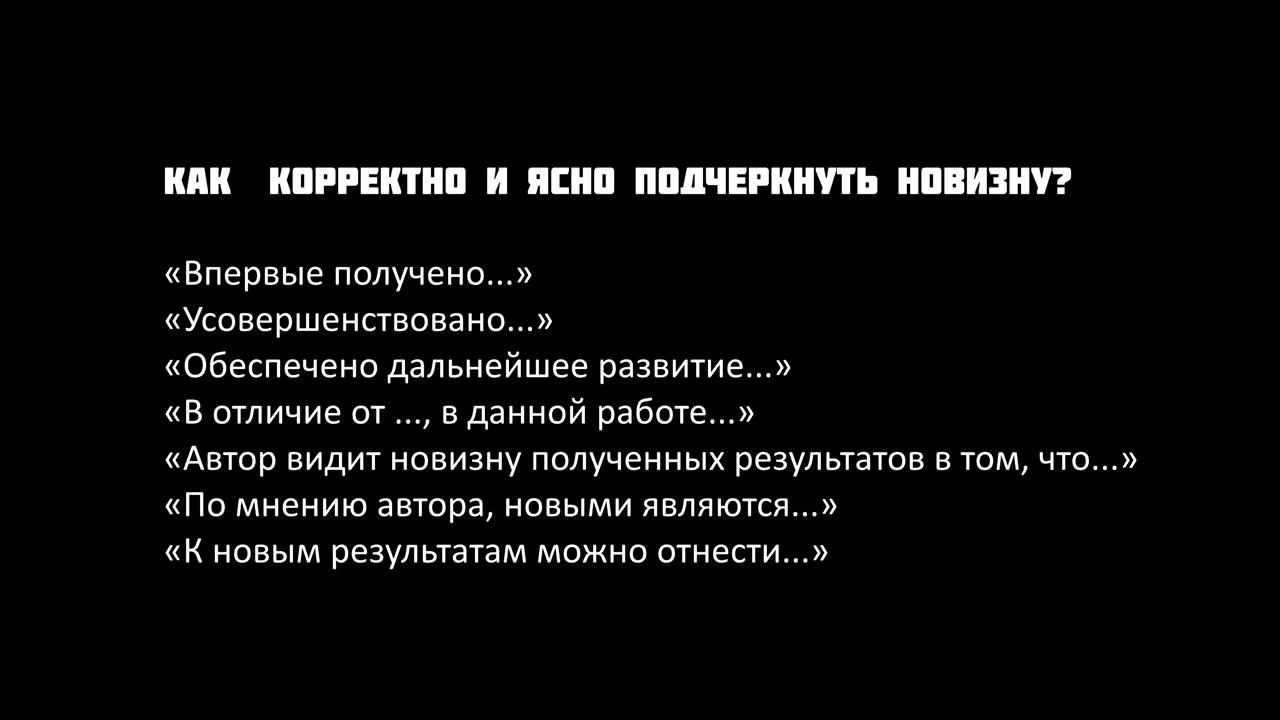 КАК КОРРЕКТНО И ЯСНО ПОДЧЕРКНУТЬ НОВИЗНУ?
«Впервые получено...»
«Усовершенствовано...»
«Обеспечено дальнейшее развитие...»
«В отличие от ..., в данной работе...»
«Автор видит новизну полученных результатов в том, что...»
«По мнению автора, новыми являются...»
«К новым результатам можно отнести...»